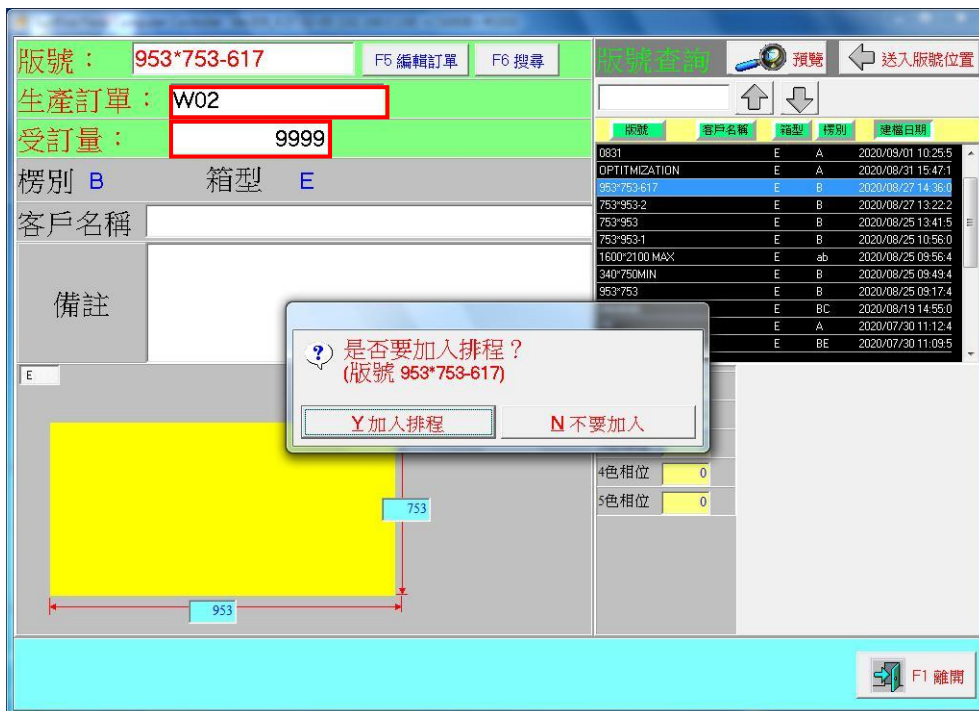 版號： 953*753-617 F5 編輯訂單 F6 搜尋
生產訂單： W02
受訂量： 9999
楞別 B 箱型 E
客戶名稱
備註
版號查詢 預覽 送入版號位置
版號 客戶名稱 箱型 楞別 建檔日期
0831 E A 2020/09/01 10:25:5
OPTITMIZATION E A 2020/08/31 15:47:1
953*753-617 E B 2020/08/27 14:36:0
753*953-2 E B 2020/08/27 13:22:2
753*953 E B 2020/08/25 13:41:5
753*953-1 E B 2020/08/25 10:56:0
1600*2100 MAX E ab 2020/08/25 09:56:4
340*750MIN E B 2020/08/25 09:49:4
953*753 E B 2020/08/25 09:17:4
E BC 2020/08/19 14:55:0
E A 2020/07/30 11:12:4
E BE 2020/07/30 11:09:5
是否要加入排程？
(版號 953*753-617)
Y 加入排程 N 不要加入
E
753
953
4色相位 0
5色相位 0
F1 離開